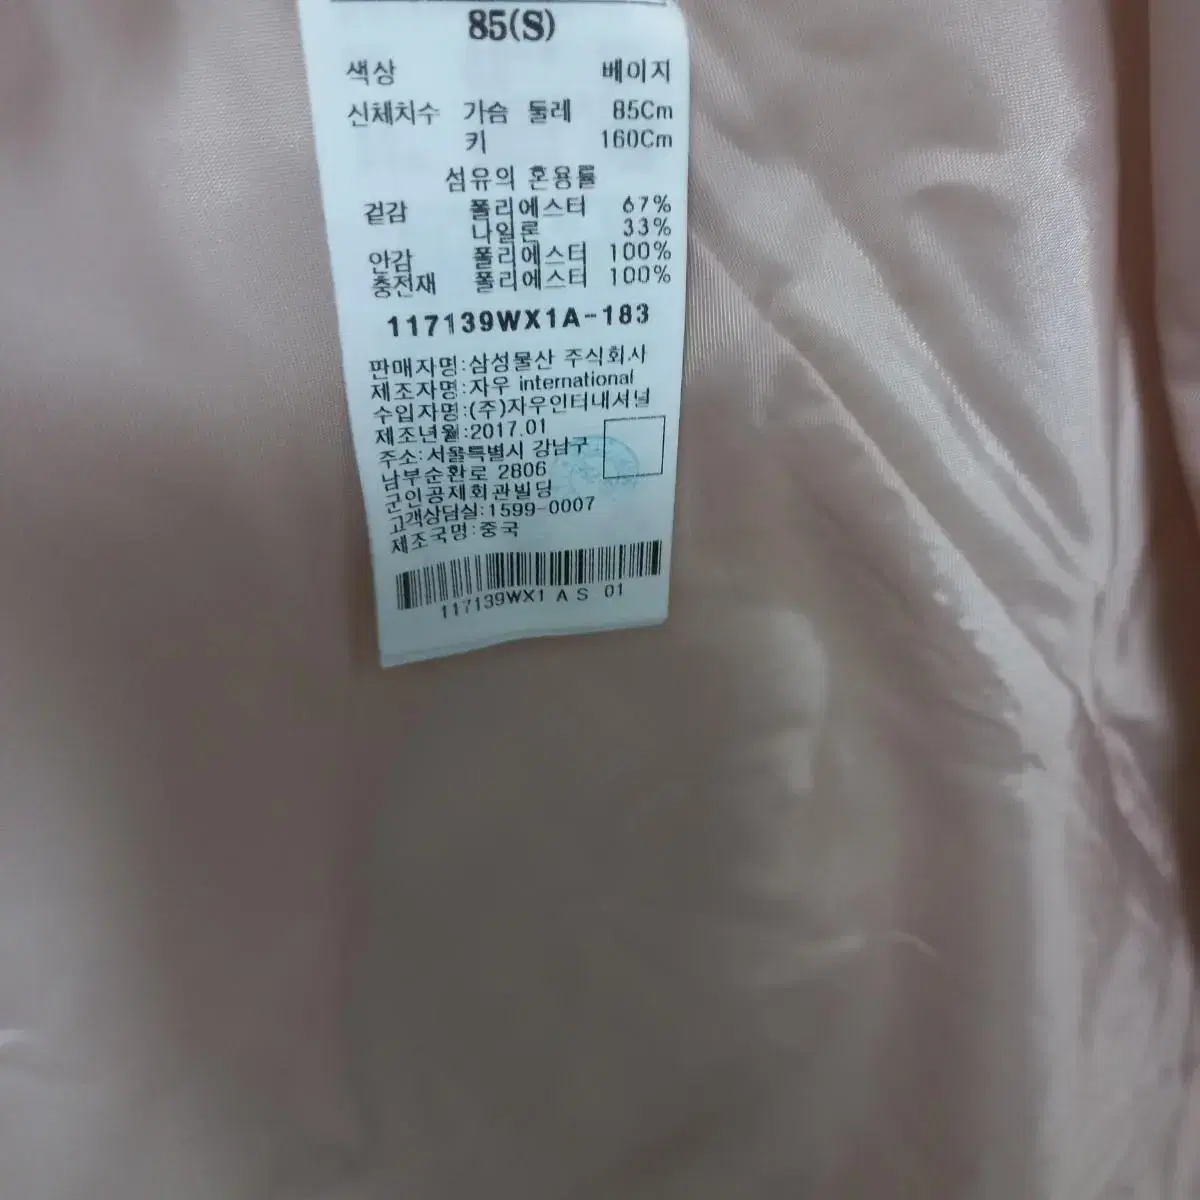 85(S)
색상 베이지
신체치수 가슴 둘레 85Cm
키 160Cm
섬유의 혼용률
겉감 폴리에스터 67%
나일론 33%
안감 폴리에스터 100%
충전재 폴리에스터 100%
117139WX1A-183
판매자명:삼성물산 주식회사
제조자명:자우 international
수입자명:(주)자우인터내셔널
제조년월:2017.01
주소:서울특별시 강남구
남부순환로 2806
군인공제회관빌딩
고객상담실:1599-0007
제조국명:중국
117139WX1 A S 01